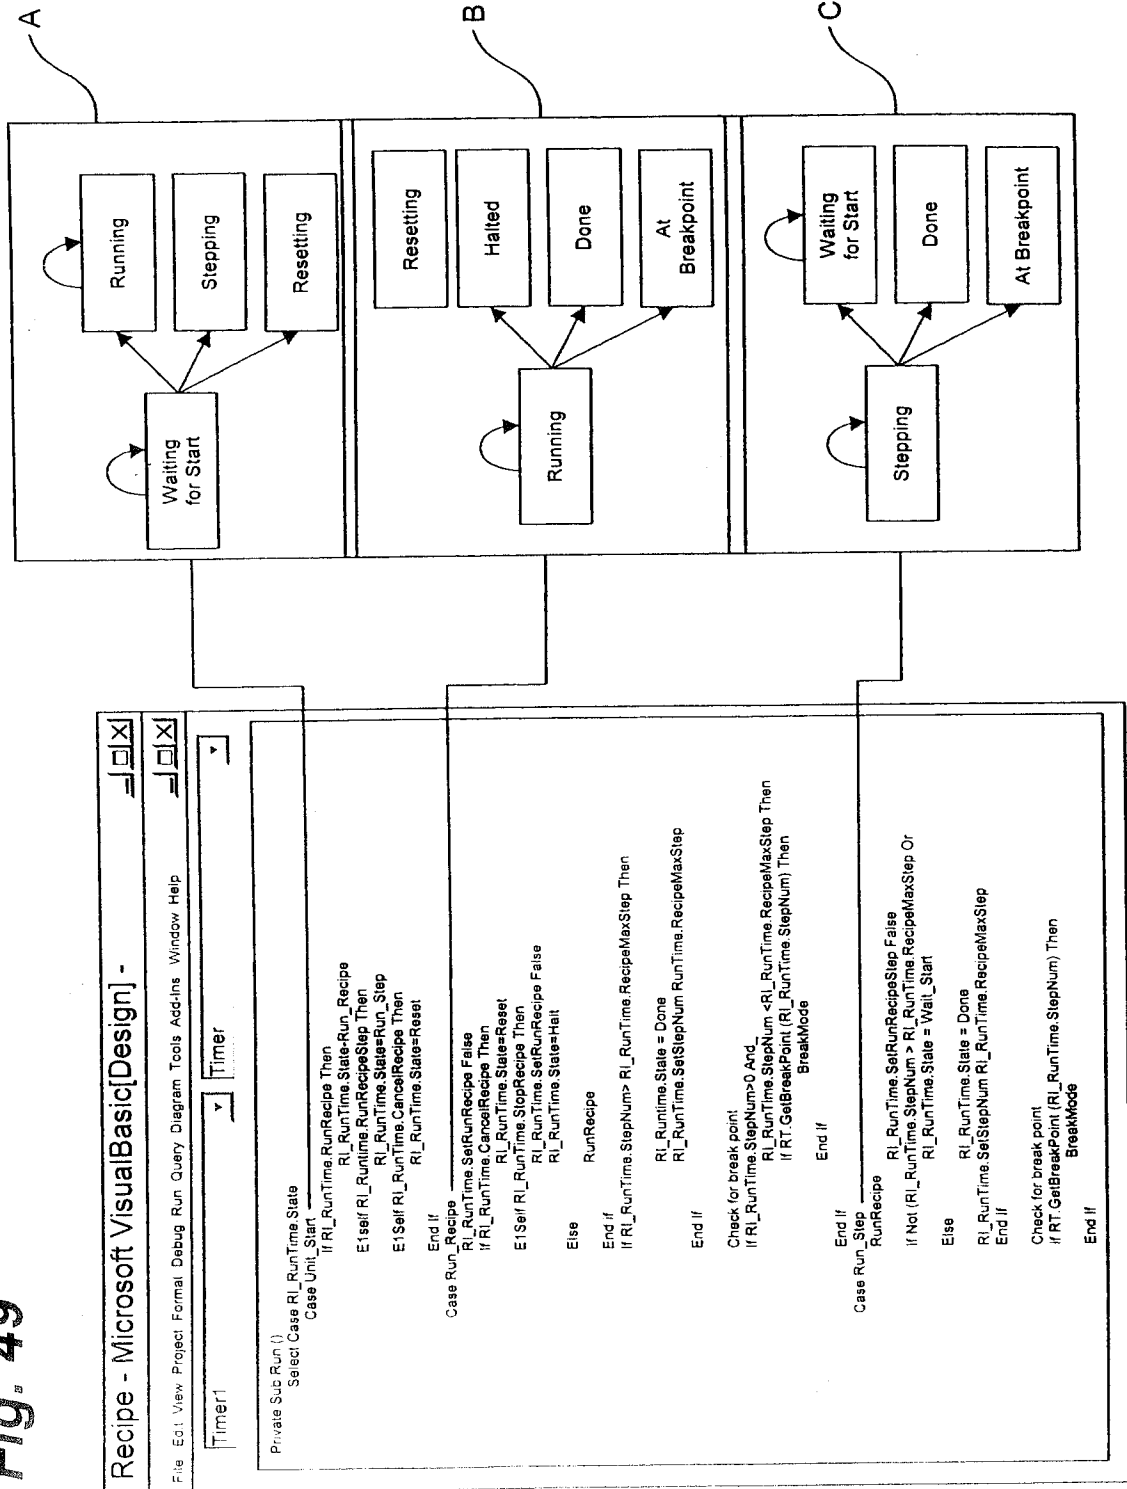 Fig. 49
Recipe - Microsoft VisualBasic[Design] -
File Edit View Project Format Debug Run Query Diagram Tools Add-Ins Window Help
Timer1
Timer
Private Sub Run ()
Select Case RI_RunTime.State
Case Unit_Start
If RI_RunTime.RunRecipe Then
RI_RunTime.State-Run_Recipe
E1self RI_Runtime.RunRecipeStep Then
RI_RunTime.State=Run_Step
E1Self RI_RunTime.CancelRecipe Then
RI_RunTime.State=Reset
End If
Case Run_Recipe
RI_RunTime.SetRunRecipe False
If RI_RunTime.CancelRecipe Then
RI_RunTime.State=Reset
E1Self RI_RunTime.StopRecipe Then
RI_RunTime.SetRunRecipe False
RI_RunTime.State=Halt
Else
RunRecipe
End if
If RI_RunTime.StepNum> RI_RunTime.RecipeMaxStep Then
RI_Runtime.State = Done
RI_RunTime.SetStepNum RunTime.RecipeMaxStep
End If
Check for break point
If RI_RunTime.StepNum>0 And_
RI_RunTime.StepNum <RI_RunTime.RecipeMaxStep Then
If RT.GetBreakPoint (RI_RunTime.StepNum) Then
BreakMode
End If
End If
Case Run_Step
RunRecipe
RI_RunTime.SetRunRecipeStep False
If Not (RI_RunTime.StepNum > RI_RunTime.RecipeMaxStep Or
RI_RunTime.State = Wait_Start
Else
RI_RunTime.State = Done
RI_RunTime.SetStepNum RI_RunTime.RecipeMaxStep
End If
Check for break point
If RT.GetBreakPoint (RI_RunTime.StepNum) Then
BreakMode
End If
A
Waiting
for Start
Running
Stepping
Resetting
B
Running
Resetting
Halted
Done
At
Breakpoint
C
Stepping
Waiting
for Start
Done
At Breakpoint